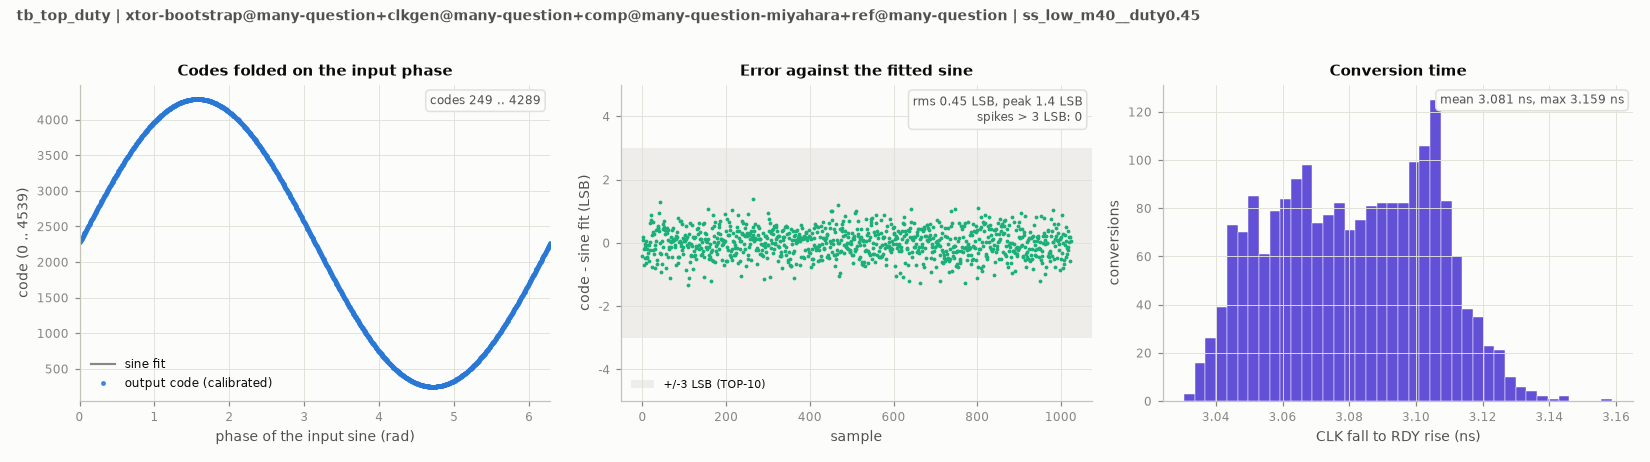 tb_top_duty | xtor-bootstrap@many-question+clkgen@many-question+comp@many-question-miyahara+ref@many-question | ss_low_m40__duty0.45
Codes folded on the input phase
codes 249 .. 4289
code (0 .. 4539)
4000
3500
3000
2500
2000
1500
1000
500
sine fit
output code (calibrated)
0 1 2 3 4 5 6
phase of the input sine (rad)
Error against the fitted sine
rms 0.45 LSB, peak 1.4 LSB
spikes > 3 LSB: 0
code - sine fit (LSB)
4
2
0
-2
-4
+/-3 LSB (TOP-10)
0 200 400 600 800 1000
sample
Conversion time
mean 3.081 ns, max 3.159 ns
conversions
120
100
80
60
40
20
0
3.04 3.06 3.08 3.10 3.12 3.14 3.16
CLK fall to RDY rise (ns)